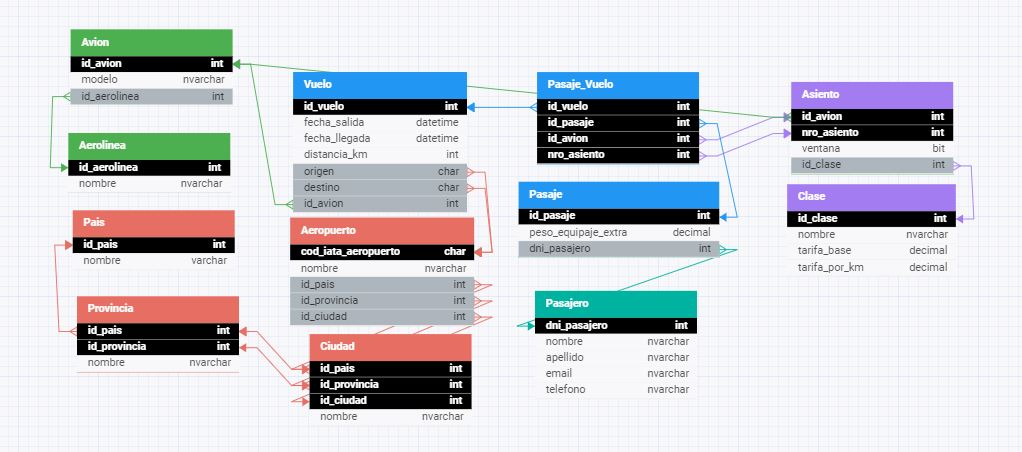 Avion
id_avion int
modelo nvarchar
id_aerolinea int
Aerolinea
id_aerolinea int
nombre nvarchar
Pais
id_pais int
nombre varchar
Provincia
id_pais int
id_provincia int
nombre nvarchar
Vuelo
id_vuelo int
fecha_salida datetime
fecha_llegada datetime
distancia_km int
origen char
destino char
id_avion int
Aeropuerto
cod_iata_aeropuerto char
nombre nvarchar
id_pais int
id_provincia int
id_ciudad int
Ciudad
id_pais int
id_provincia int
id_ciudad int
nombre nvarchar
Pasaje_Vuelo
id_vuelo int
id_pasaje int
id_avion int
nro_asiento int
Pasaje
id_pasaje int
peso_equipaje_extra decimal
dni_pasajero int
Pasajero
dni_pasajero int
nombre nvarchar
apellido nvarchar
email nvarchar
telefono nvarchar
Asiento
id_avion int
nro_asiento int
ventana bit
id_clase int
Clase
id_clase int
nombre nvarchar
tarifa_base decimal
tarifa_por_km decimal